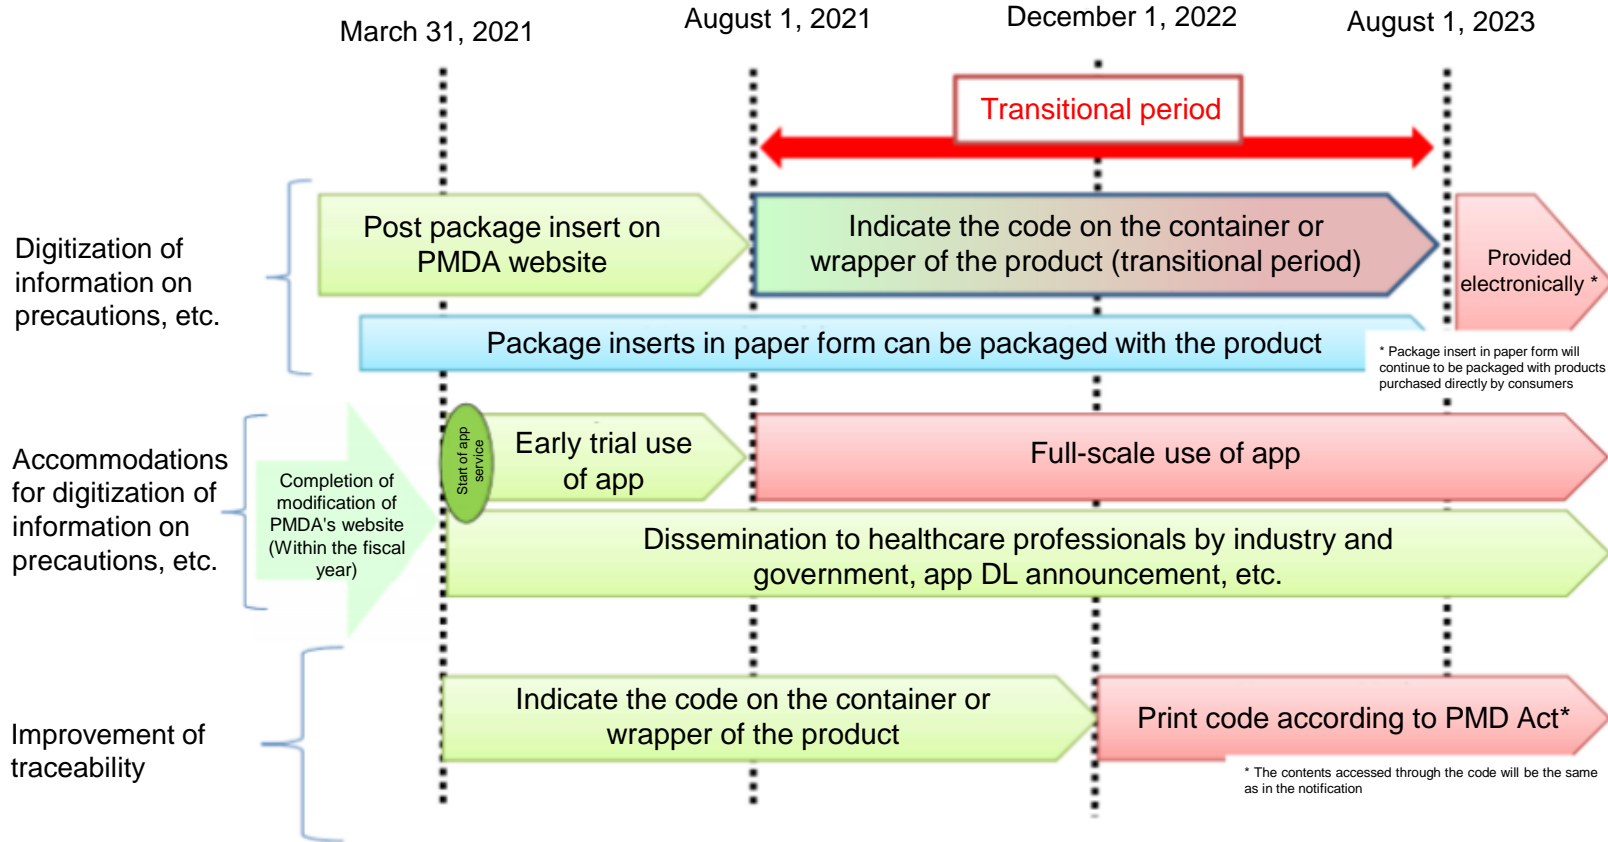 March 31, 2021
August 1, 2021
December 1, 2022
August 1, 2023
Transitional period
Digitization of
information on
precautions, etc.
Post package insert on
PMDA website
Indicate the code on the container or
wrapper of the product (transitional period)
Provided
electronically *
Package inserts in paper form can be packaged with the product
* Package insert in paper form will
continue to be packaged with products
purchased directly by consumers
Accommodations
for digitization of
information on
precautions, etc.
Completion of
modification of
PMDA's website
(Within the fiscal
year)
Start of app
service
Early trial use
of app
Full-scale use of app
Dissemination to healthcare professionals by industry and
government, app DL announcement, etc.
Improvement of
traceability
Indicate the code on the container or
wrapper of the product
Print code according to PMD Act*
* The contents accessed through the code will be the same
as in the notification